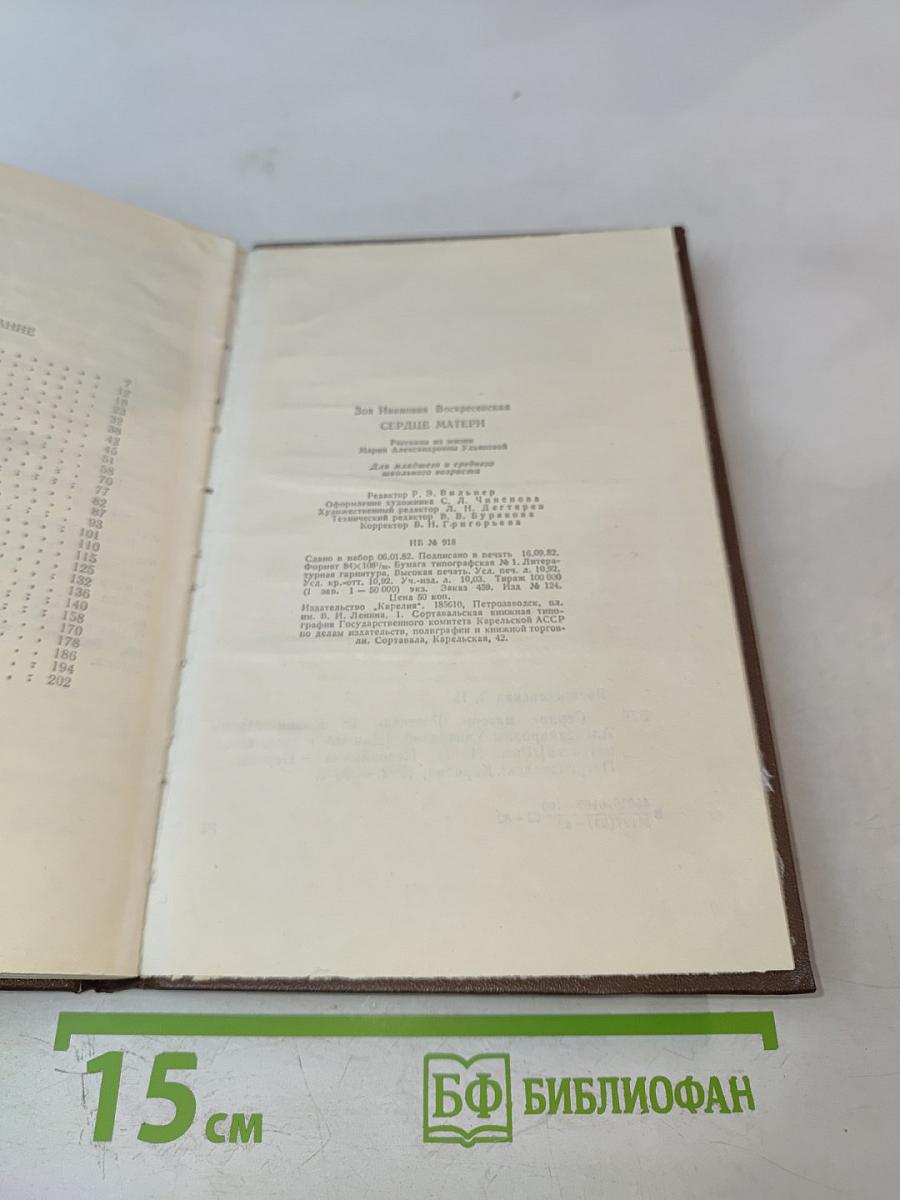 АНИЕ
7
12
18
23
32
38
42
45
51
58
70
77
82
87
93
101
110
115
125
132
136
140
158
170
178
186
194
202
Зоя Ивановна Воскресенская
СЕРДЦЕ МАТЕРИ
Рассказы из жизни
Марии Александровны Ульяновой
Для младшего и среднего
школьного возраста
Редактор Р. Э. Вильнер
Оформление художника С. Л. Чиненова
Художественный редактор Л. Н. Дегтярев
Технический редактор В. В. Буракова
Корректор В. Н. Григорьева
ИБ № 918
Сдано в набор 06.01.82. Подписано в печать 16.09.82.
Формат 84×108¹/₃₂. Бумага типографская № 1. Литера-
турная гарнитура. Высокая печать. Усл. печ. л. 10,92.
Усл. кр.-отт. 10,92. Уч.-изд. л. 10,03. Тираж 100 000
(1 зав. 1 — 50 000) экз. Заказ 459. Изд № 124.
Цена 50 коп.
Издательство „Карелия". 185610, Петрозаводск, пл.
им. В. И. Ленина, 1. Сортавальская книжная типо-
графия Государственного комитета Карельской АССР
по делам издательств, полиграфии и книжной торгов-
ли. Сортавала, Карельская, 42.
15 см
БФ БИБЛИОФАН